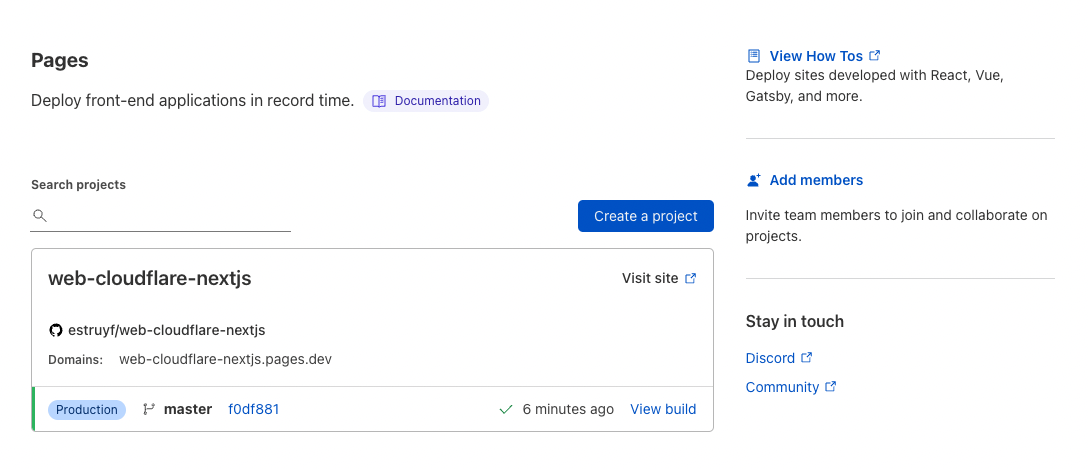 Pages
Deploy front-end applications in record time. Documentation
Search projects
Create a project
web-cloudflare-nextjs Visit site
estruyf/web-cloudflare-nextjs
Domains: web-cloudflare-nextjs.pages.dev
Production master f0df881 6 minutes ago View build
View How Tos
Deploy sites developed with React, Vue,
Gatsby, and more.
Add members
Invite team members to join and collaborate on
projects.
Stay in touch
Discord
Community